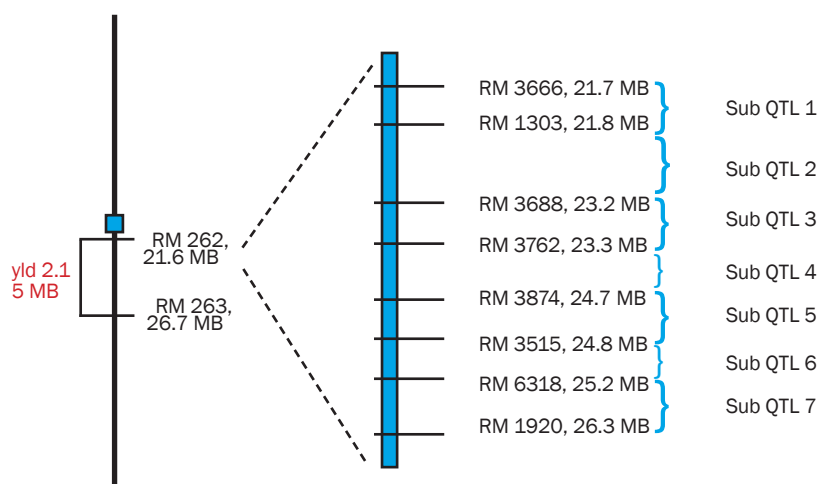 yld 2.1
5 MB
RM 262,
21.6 MB
RM 263,
26.7 MB
RM 3666, 21.7 MB
RM 1303, 21.8 MB
RM 3688, 23.2 MB
RM 3762, 23.3 MB
RM 3874, 24.7 MB
RM 3515, 24.8 MB
RM 6318, 25.2 MB
RM 1920, 26.3 MB
Sub QTL 1
Sub QTL 2
Sub QTL 3
Sub QTL 4
Sub QTL 5
Sub QTL 6
Sub QTL 7